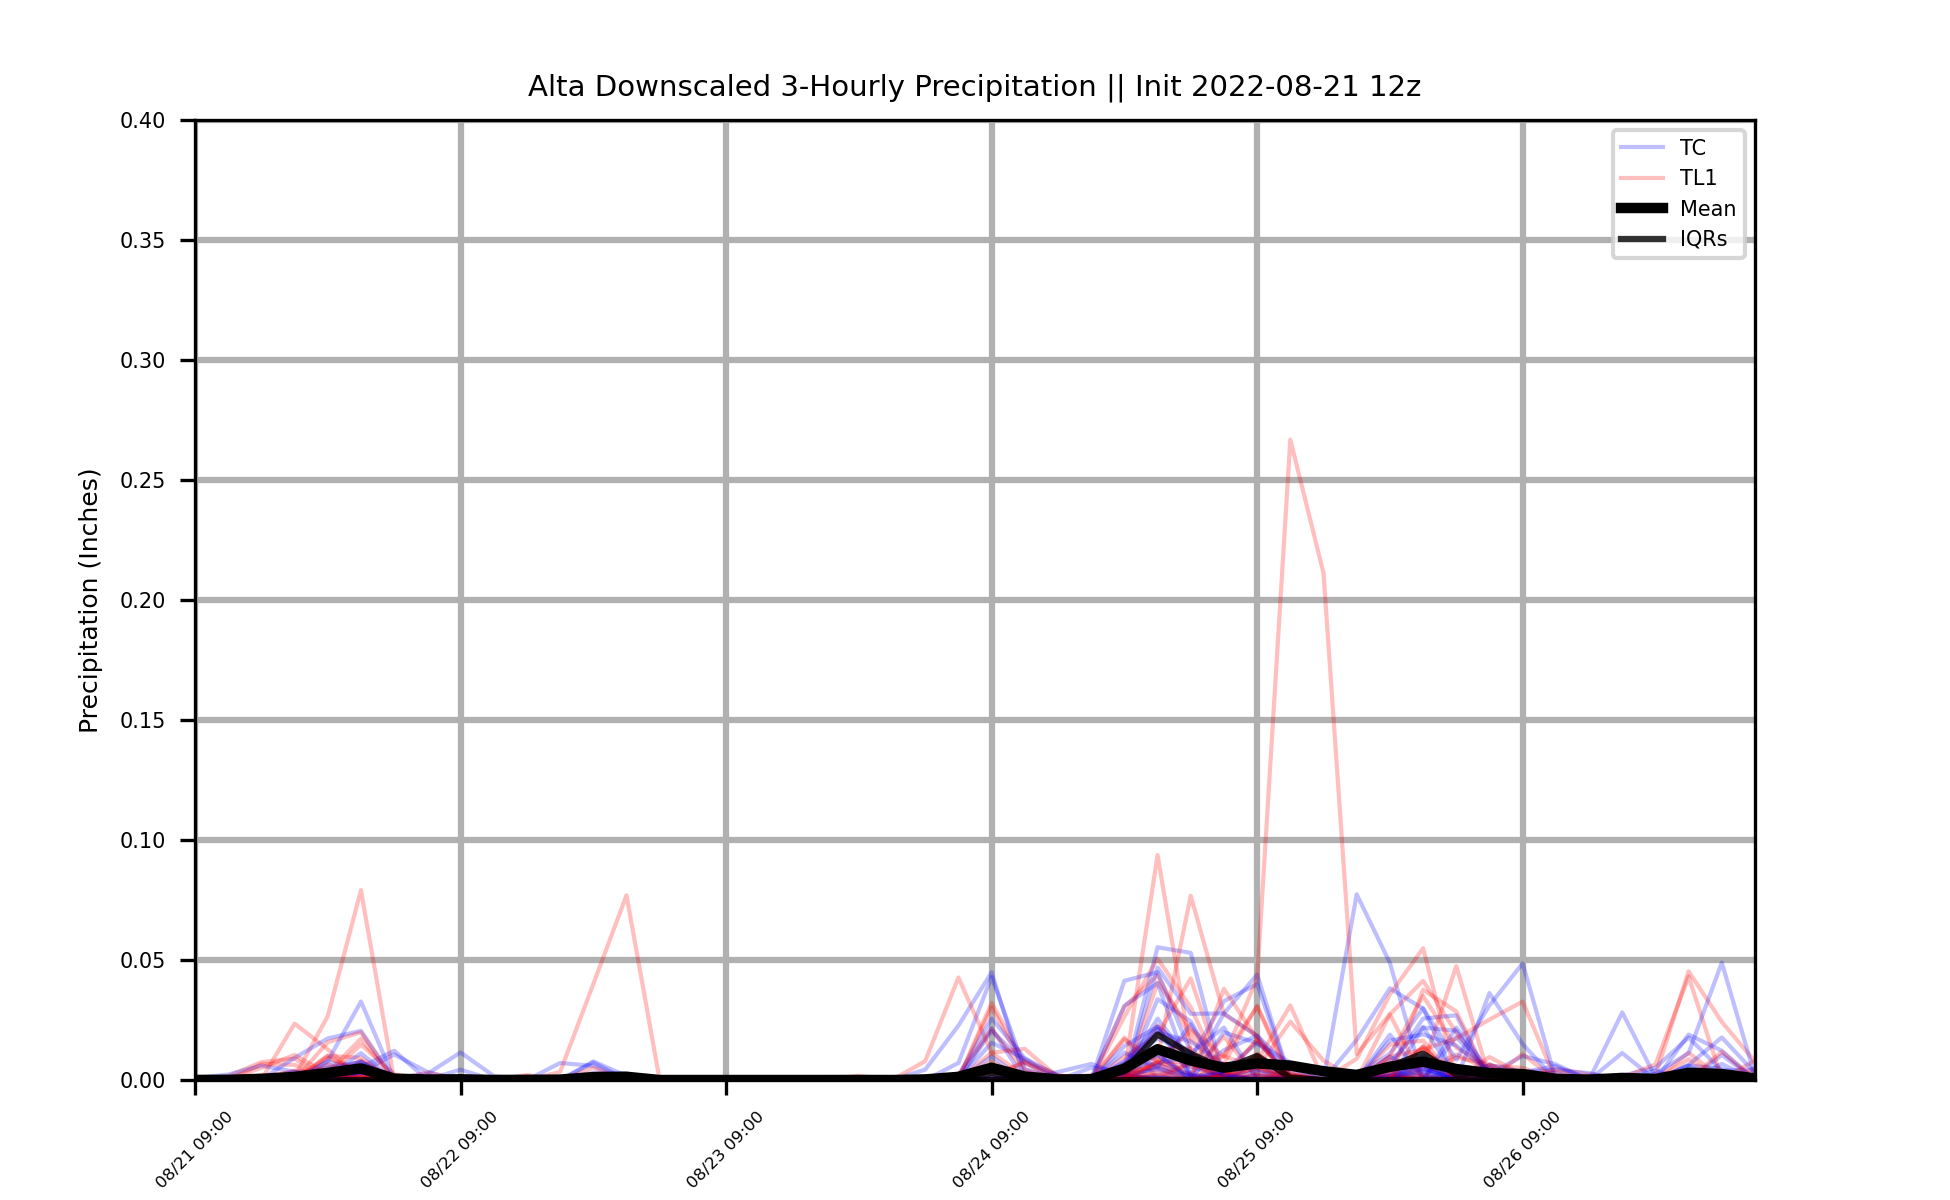 Alta Downscaled 3-Hourly Precipitation || Init 2022-08-21 12z
Precipitation (Inches)
0.40
0.35
0.30
0.25
0.20
0.15
0.10
0.05
0.00
TC
TL1
Mean
IQRs
08/21 09:00
08/22 09:00
08/23 09:00
08/24 09:00
08/25 09:00
08/26 09:00